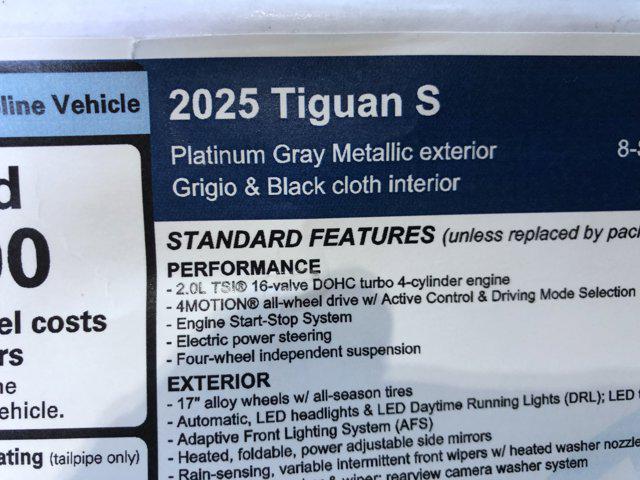 line Vehicle
2025 Tiguan S
Platinum Gray Metallic exterior
8-
Grigio & Black cloth interior
d
00
el costs
rs
ne
ehicle.
ating (tailpipe only)
STANDARD FEATURES (unless replaced by pac
PERFORMANCE
- 2.0L TSI® 16-valve DOHC turbo 4-cylinder engine
- 4MOTION® all-wheel drive w/ Active Control & Driving Mode Selection
- Engine Start-Stop System
- Electric power steering
- Four-wheel independent suspension
EXTERIOR
- 17" alloy wheels w/ all-season tires
- Automatic, LED headlights & LED Daytime Running Lights (DRL); LED
- Adaptive Front Lighting System (AFS)
- Heated, foldable, power adjustable side mirrors
- Rain-sensing, variable intermittent front wipers w/ heated washer nozzle
& wiper; rearview camera washer system